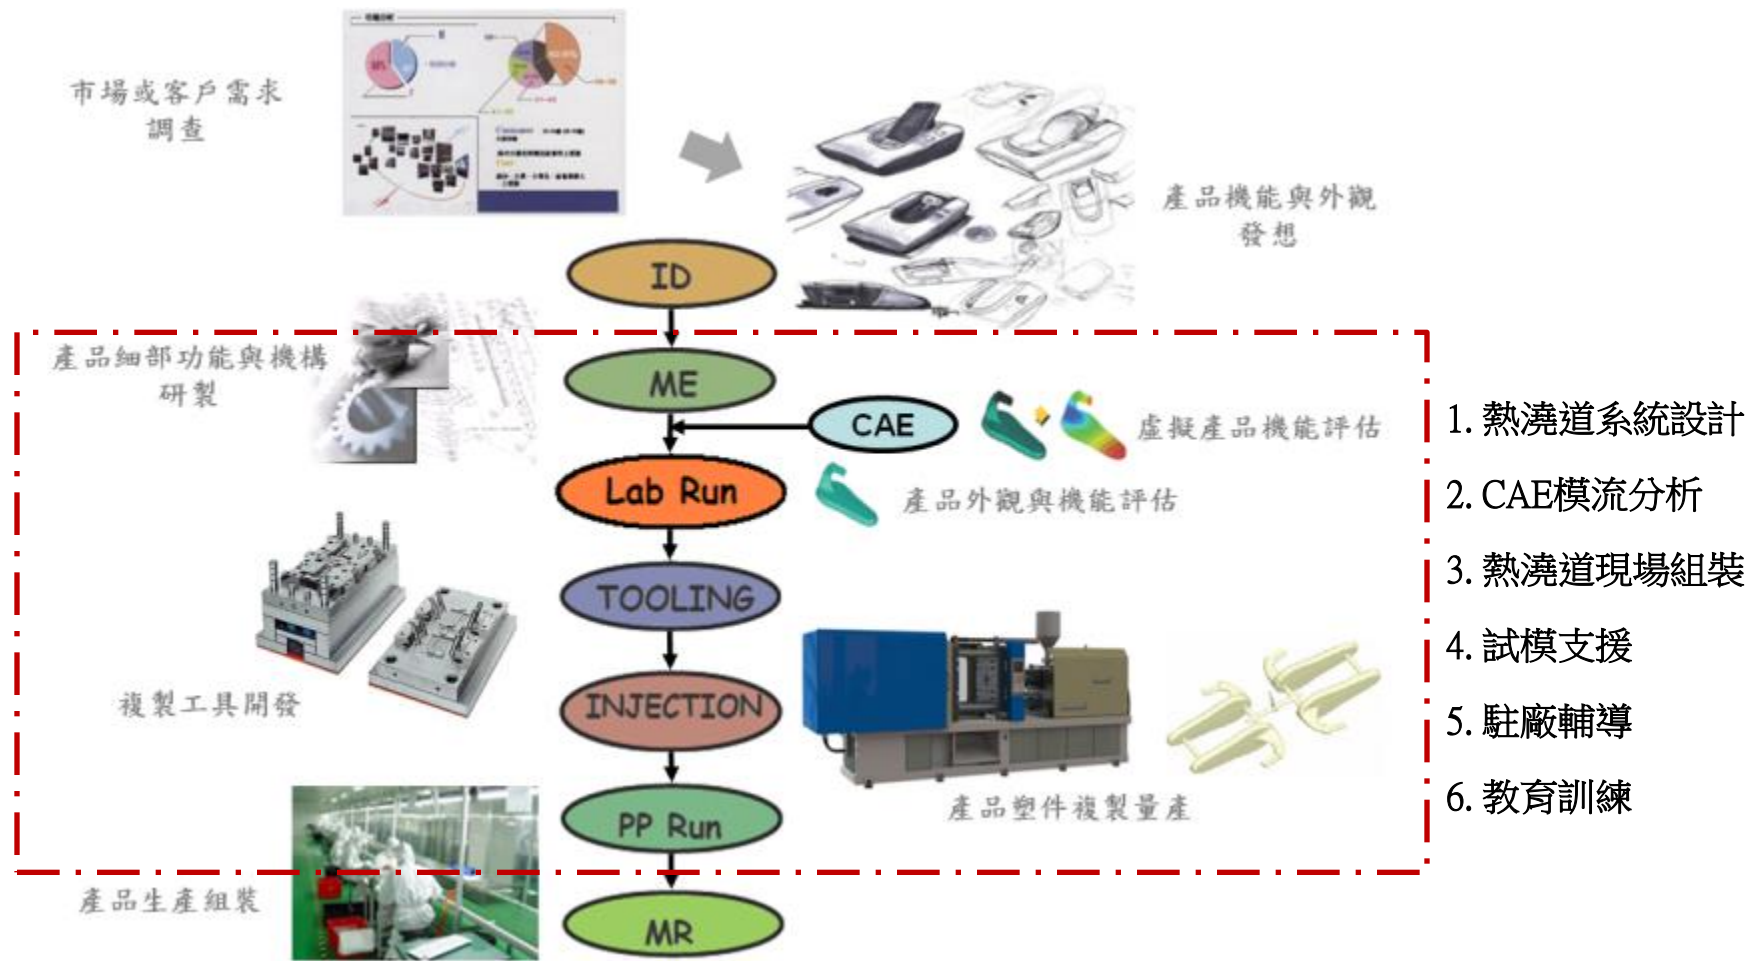 市場或客戶需求
調查
產品機能與外觀
發想
ID
產品細部功能與機構
研製
ME
CAE
虛擬產品機能評估
Lab Run
產品外觀與機能評估
TOOLING
複製工具開發
INJECTION
產品塑件複製量產
PP Run
產品生產組裝
MR
1. 熱澆道系統設計
2. CAE模流分析
3. 熱澆道現場組裝
4. 試模支援
5. 駐廠輔導
6. 教育訓練